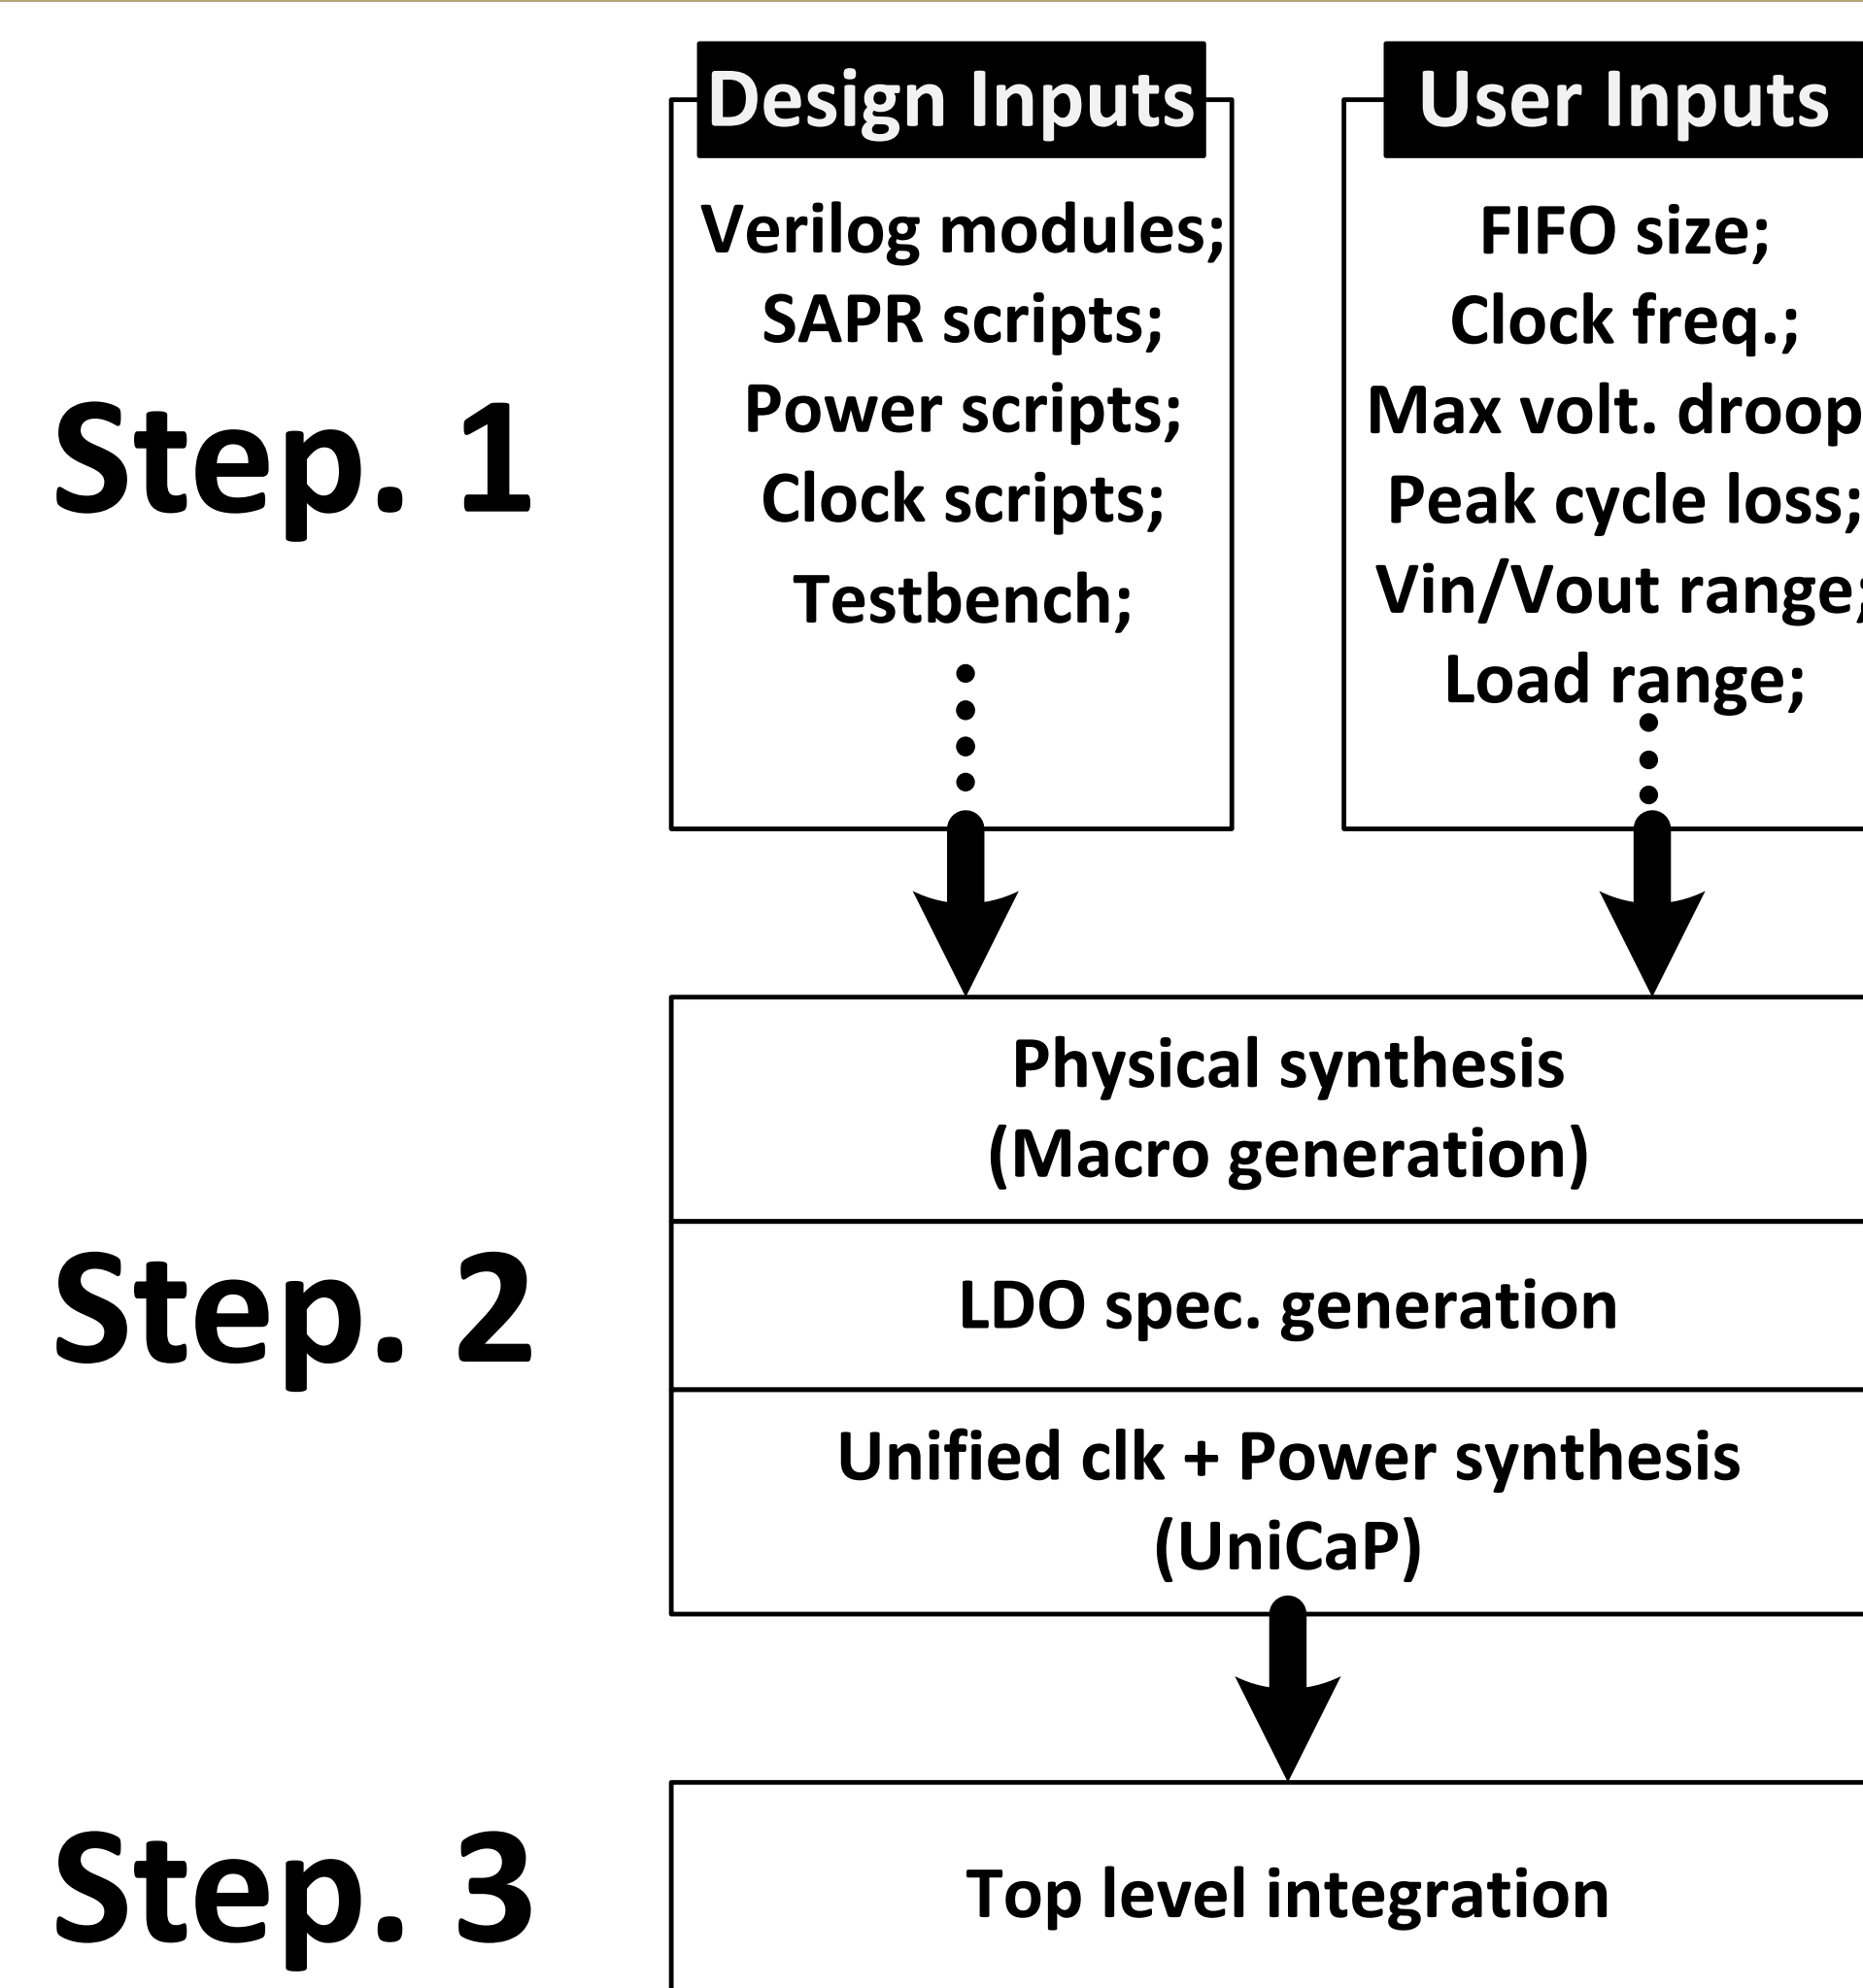 Design Inputs
User Inputs
Step. 1
Verilog modules;
SAPR scripts;
Power scripts;
Clock scripts;
Testbench;
FIFO size;
Clock freq.;
Max volt. droop
Peak cycle loss;
Vin/Vout range;
Load range;
Step. 2
Physical synthesis
(Macro generation)
LDO spec. generation
Unified clk + Power synthesis
(UniCaP)
Step. 3
Top level integration